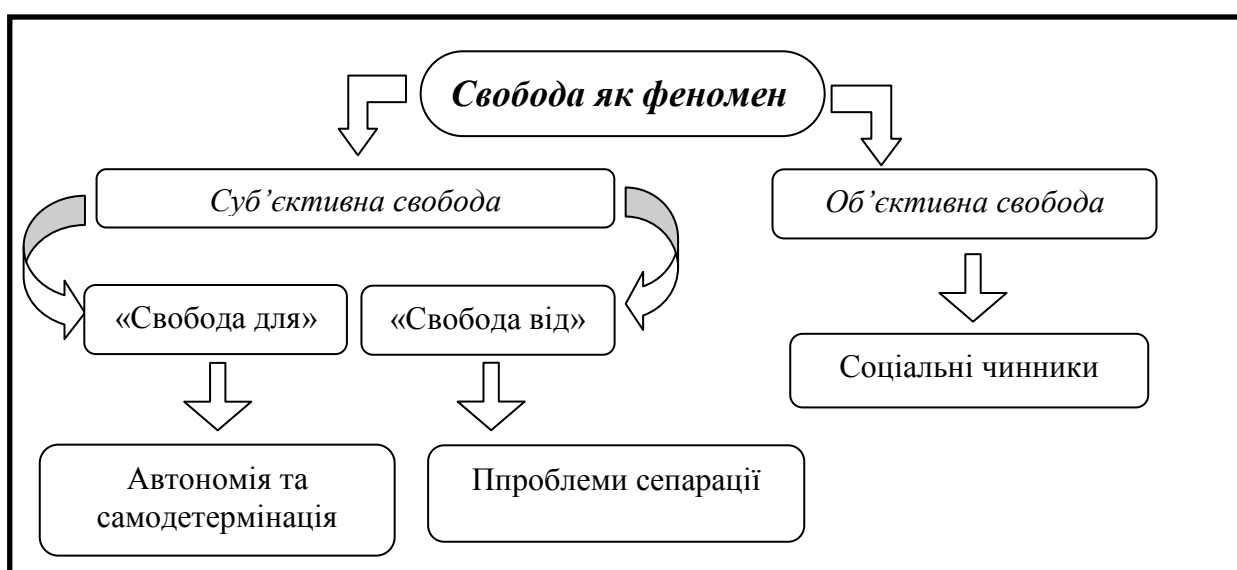 Свобода як феномен
Суб’єктивна свобода
Об’єктивна свобода
«Свобода для»
«Свобода від»
Соціальні чинники
Автономія та
самодетермінація
Ппроблеми сепарації